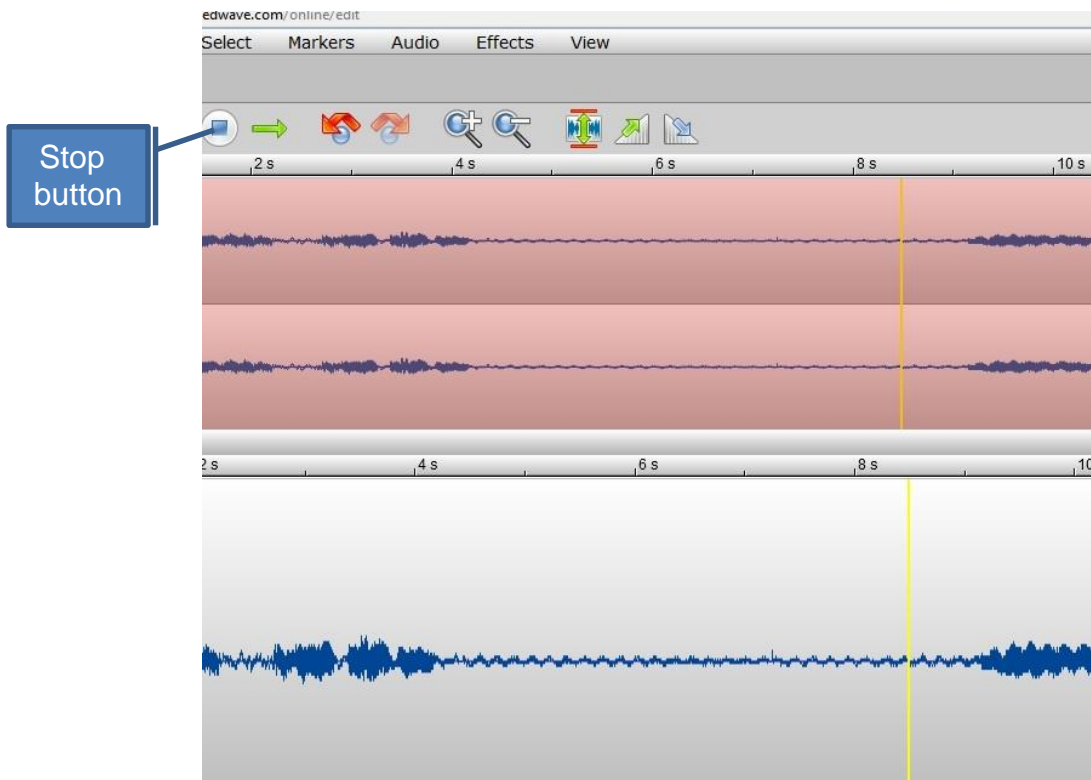 edwave.com/online/edit
Select Markers Audio Effects View
Stop
button
2 s 4 s 6 s 8 s 10 s
2 s 4 s 6 s 8 s 10